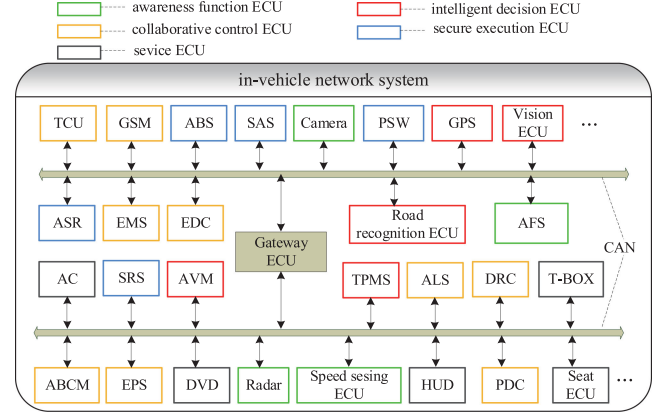 awareness function ECU
intelligent decision ECU
collaborative control ECU
secure execution ECU
sevice ECU
in-vehicle network system
TCU
GSM
ABS
SAS
Camera
PSW
GPS
Vision
ECU
...
ASR
EMS
EDC
Gateway
ECU
Road
recognition ECU
AFS
CAN
AC
SRS
AVM
TPMS
ALS
DRC
T-BOX
ABCM
EPS
DVD
Radar
Speed sesing
ECU
HUD
PDC
Seat
ECU
...